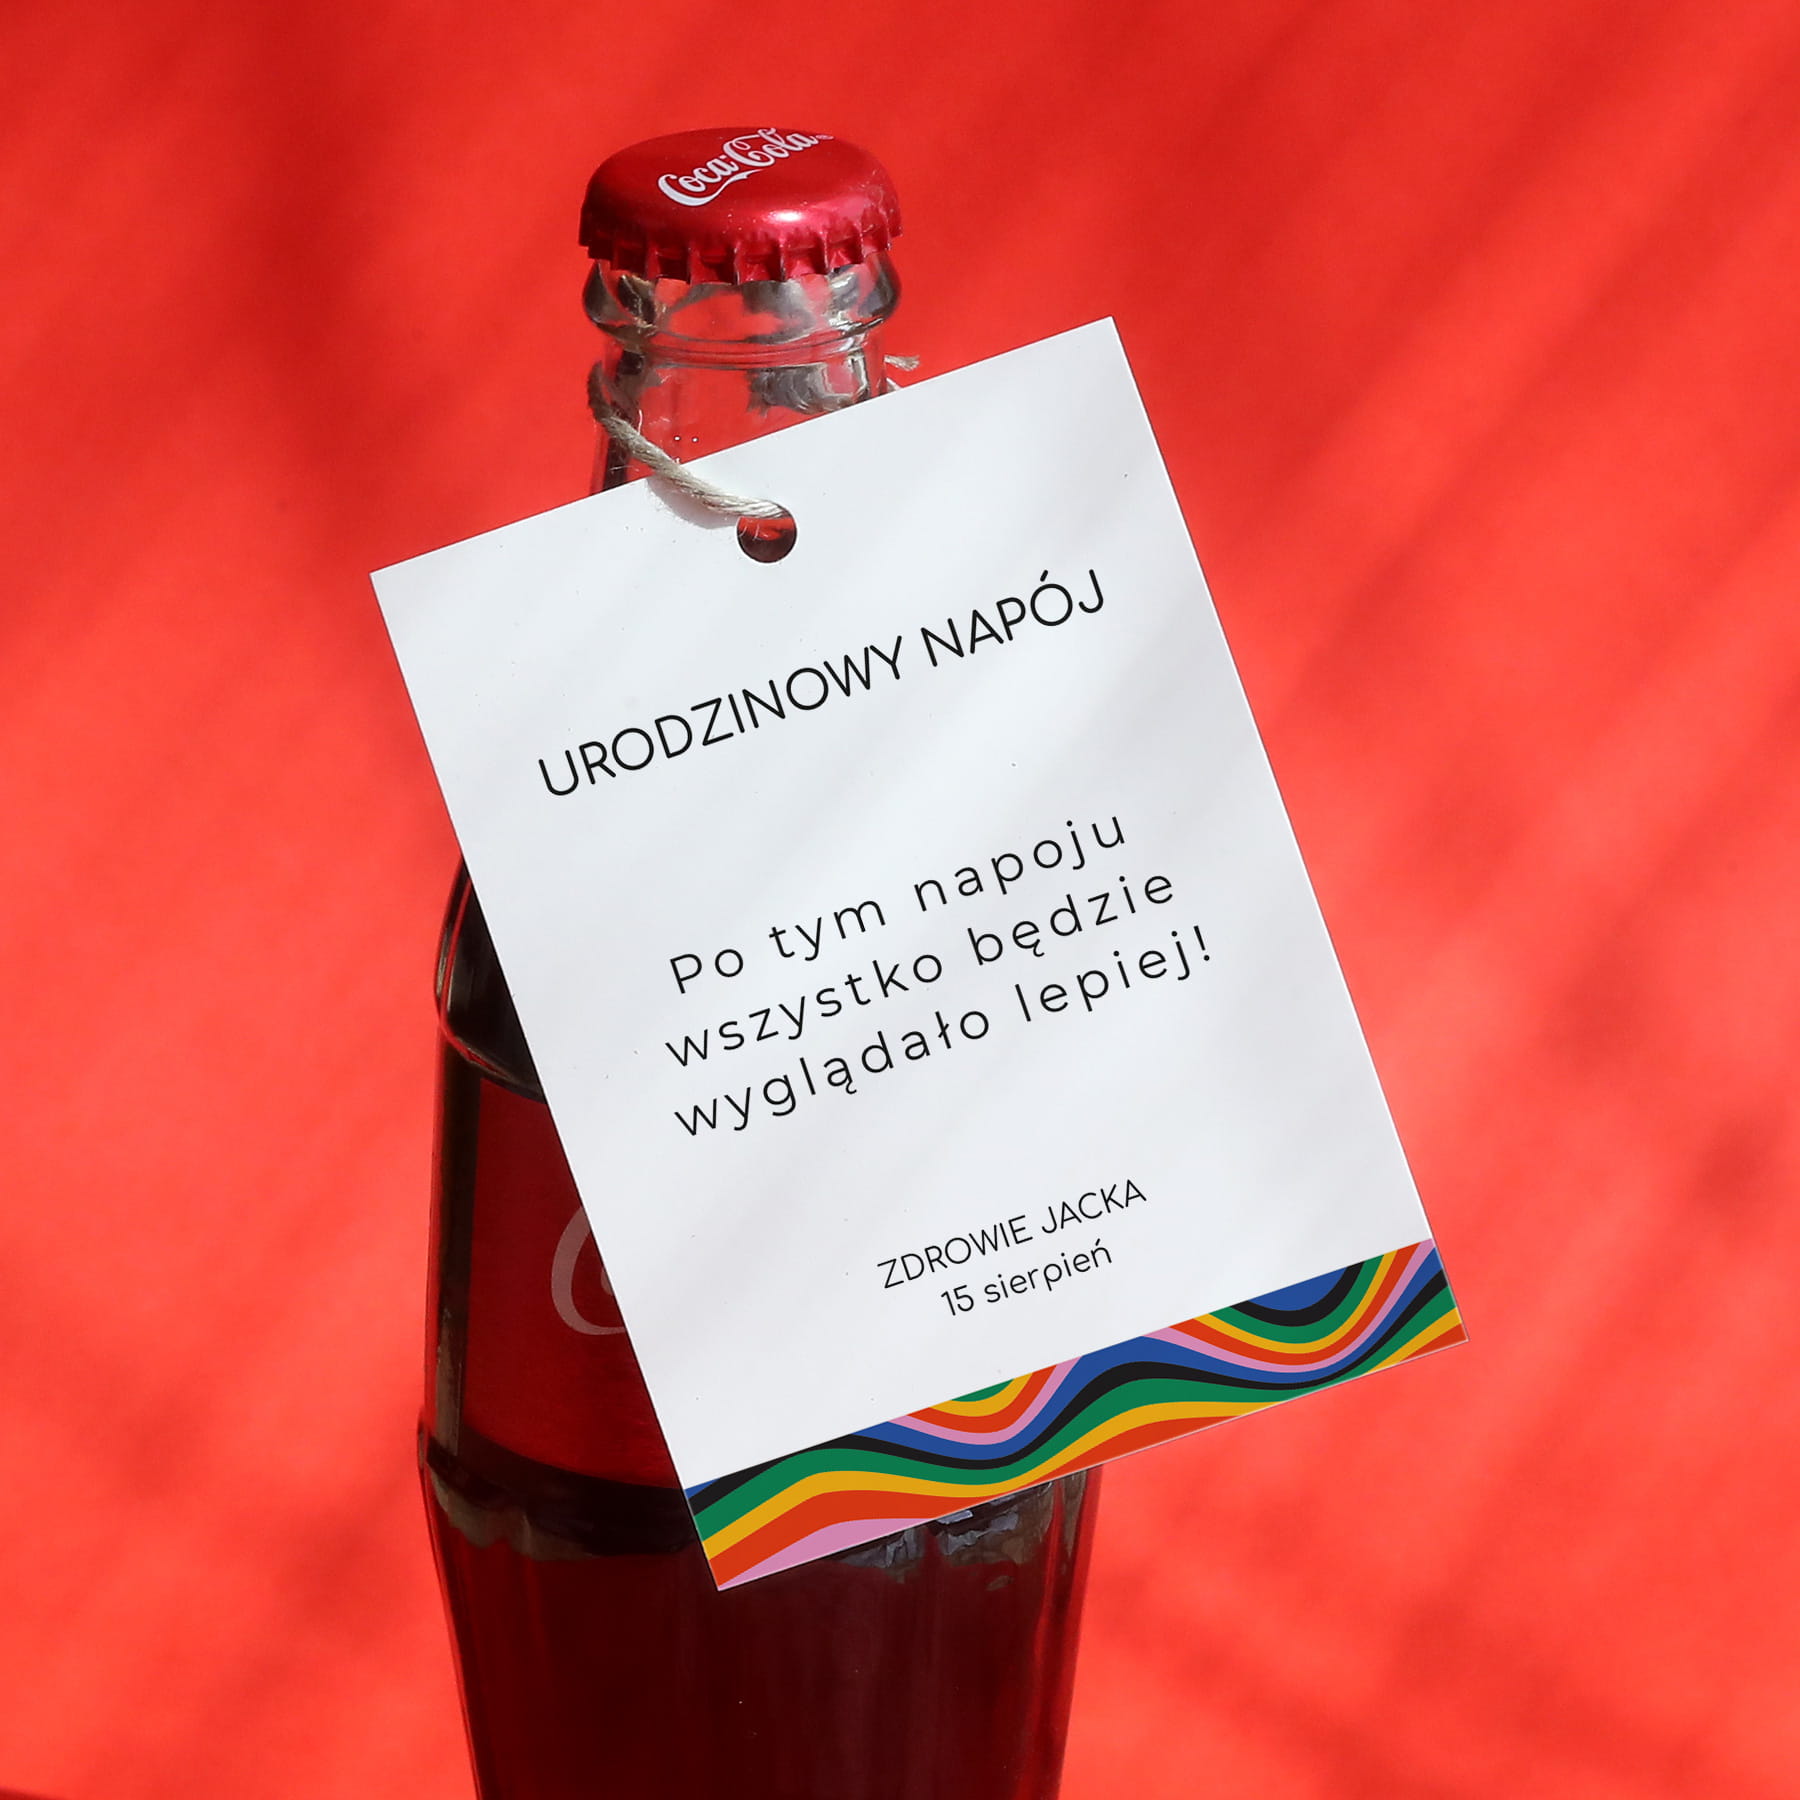 Coca-Cola
URODZINOWY NAPÓJ
Po tym napoju
wszystko będzie
wyglądało lepiej!
ZDROWIE JACKA
15 sierpień